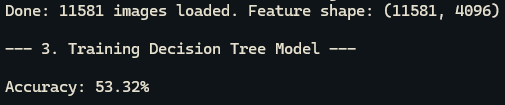 Done: 11581 images loaded. Feature shape: (11581, 4096)
--- 3. Training Decision Tree Model ---
Accuracy: 53.32%